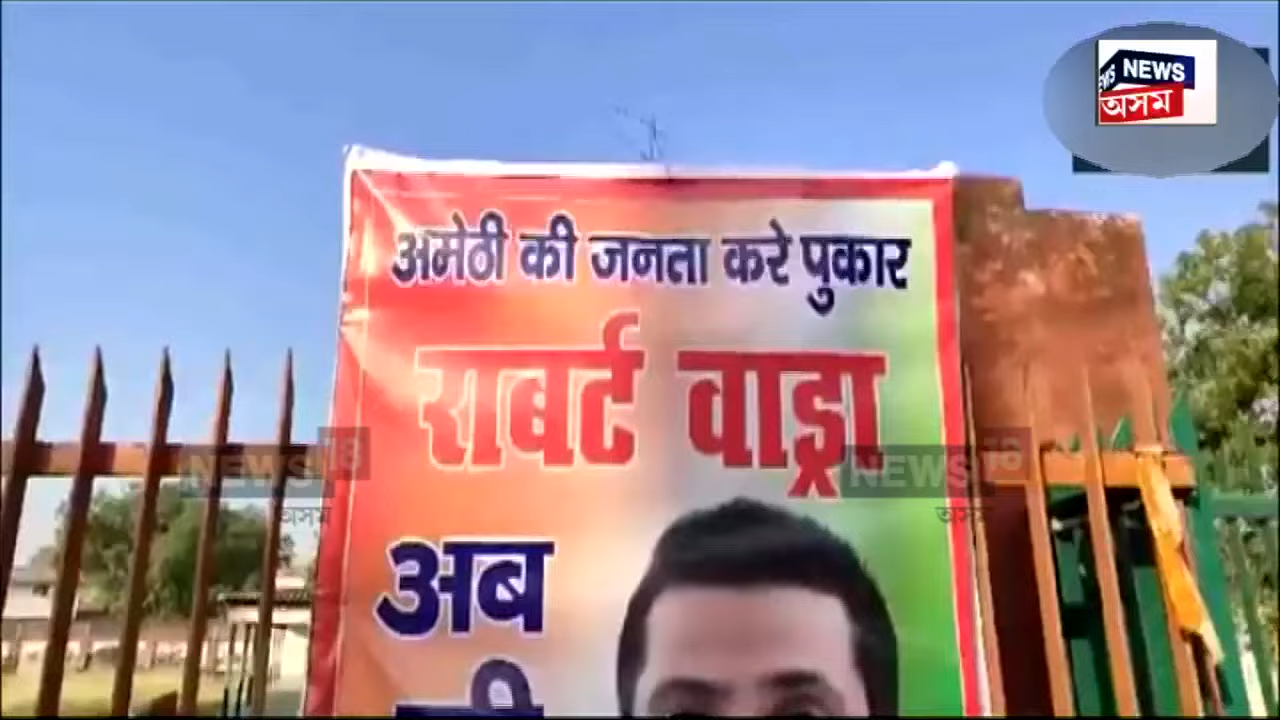 NEWS
অসম
अमेठी की जनता करे पुकार
राबर्ट वाड्रा
NEWS18
অসম
NEWS18
অসম
अब